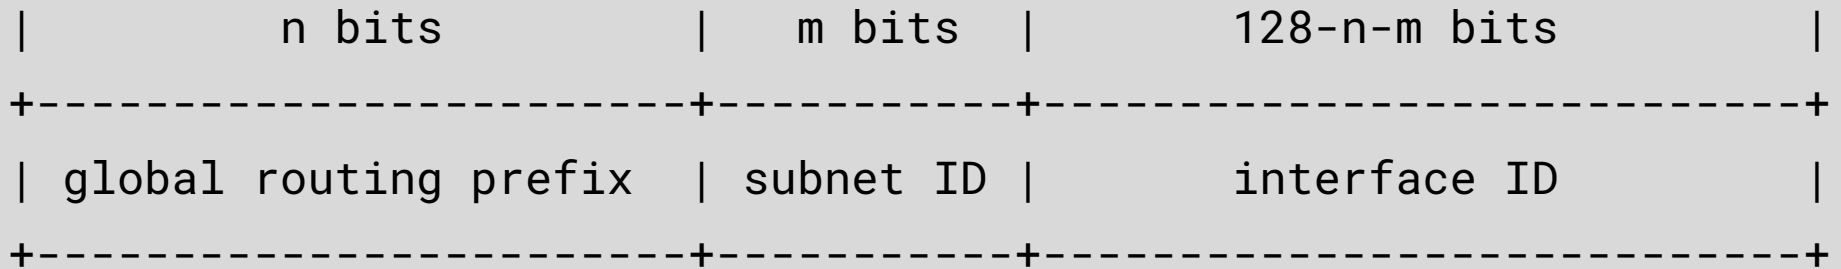 |         n bits         |   m bits  |       128-n-m bits         |
+------------------------+-----------+----------------------------+
| global routing prefix  | subnet ID |       interface ID         |
+------------------------+-----------+----------------------------+